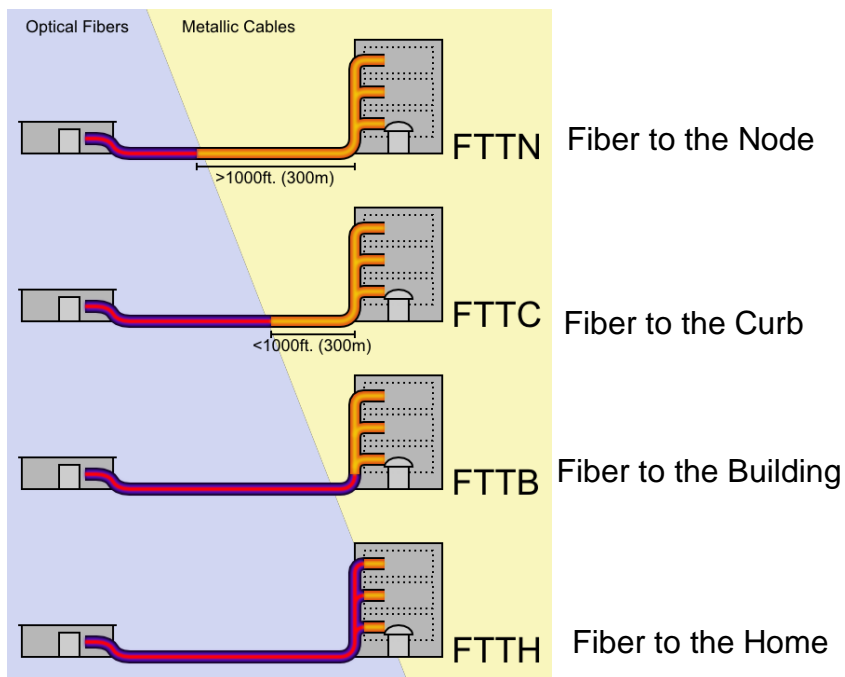 Optical Fibers
Metallic Cables
FTTN
Fiber to the Node
>1000ft. (300m)
FTTC
Fiber to the Curb
<1000ft. (300m)
FTTB
Fiber to the Building
FTTH
Fiber to the Home